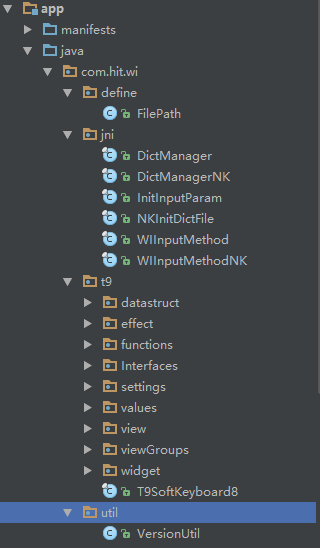 app
manifests
java
com.hit.wi
define
FilePath
jni
DictManager
DictManagerNK
InitInputParam
NKInitDictFile
WIInputMethod
WIInputMethodNK
t9
datastruct
effect
functions
Interfaces
settings
values
view
viewGroups
widget
T9SoftKeyboard8
util
VersionUtil